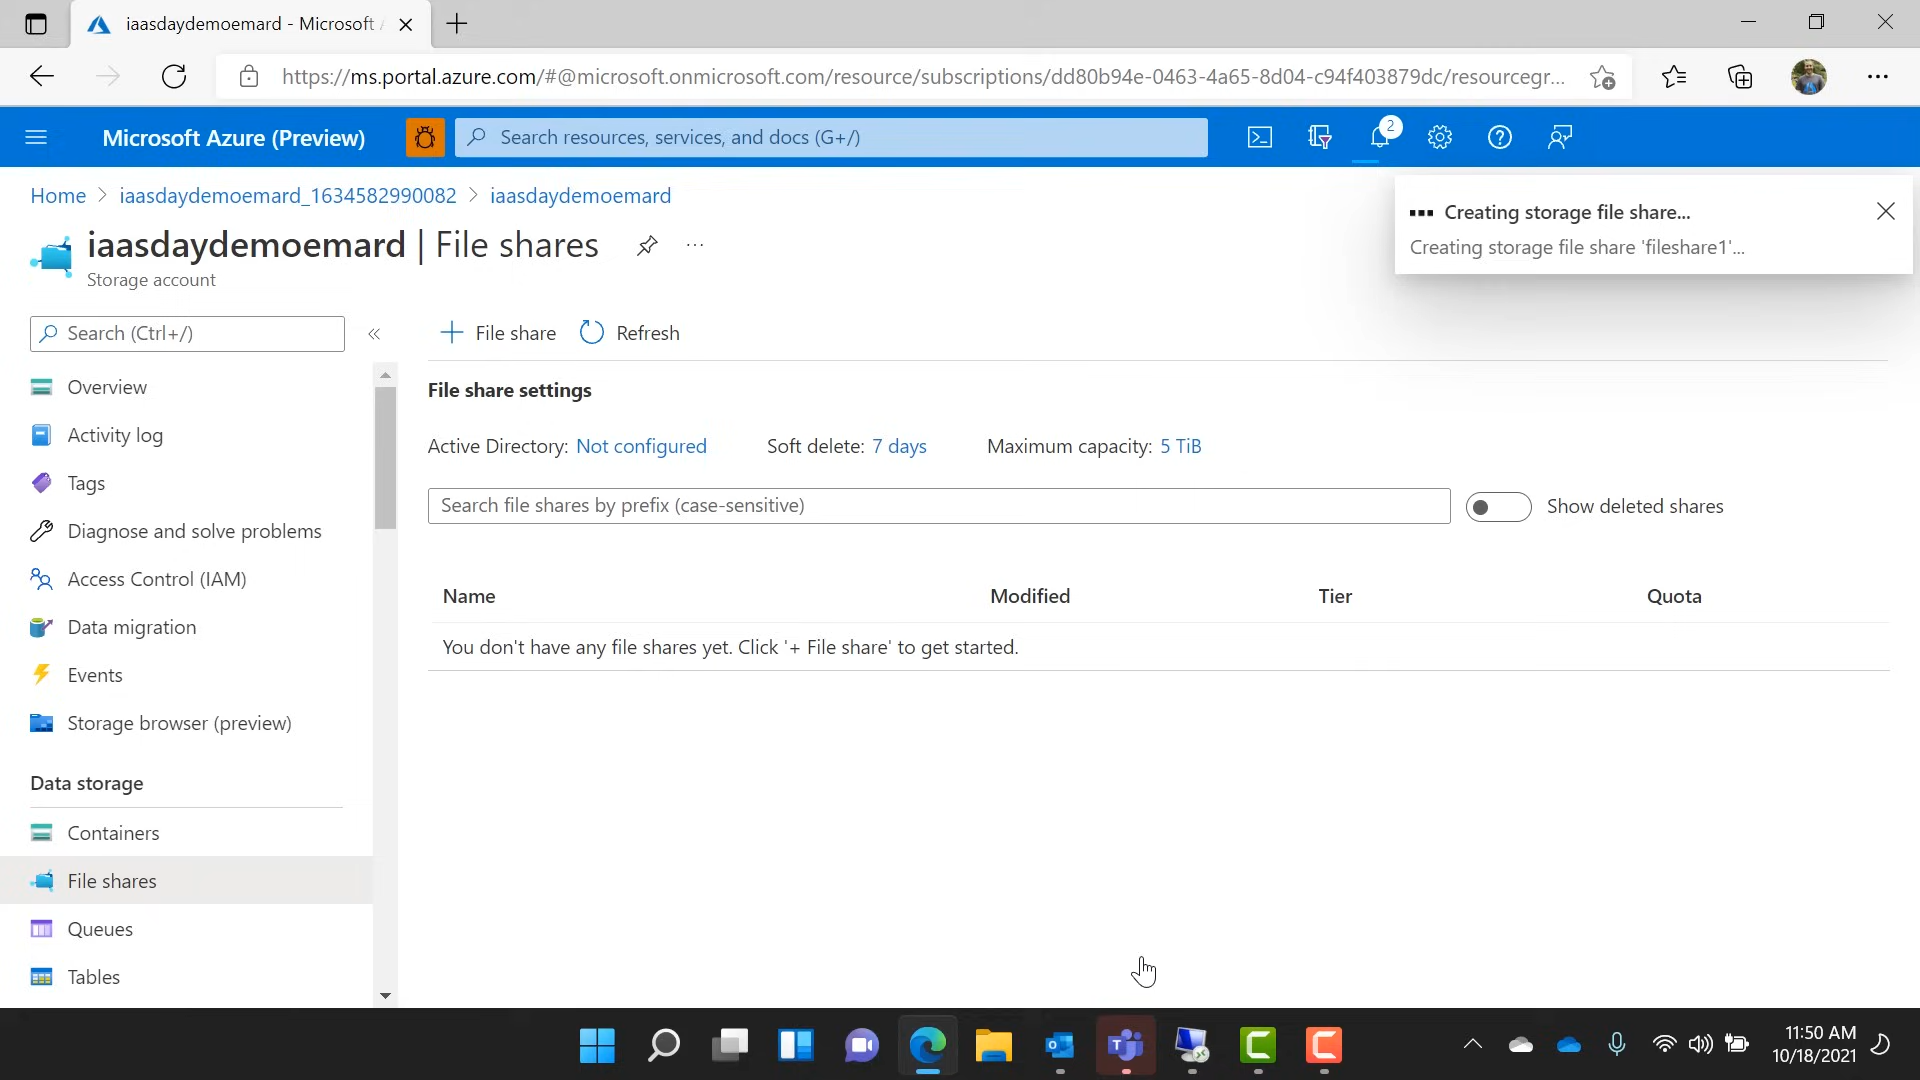 iaasdaydemoemard - Microsoft A
https://ms.portal.azure.com/#@microsoft.onmicrosoft.com/resource/subscriptions/dd80b94e-0463-4a65-8d04-c94f403879dc/resourcegr...
Microsoft Azure (Preview)
Search resources, services, and docs (G+/)
2
Home > iaasdaydemoemard_1634582990082 > iaasdaydemoemard
Creating storage file share...
Creating storage file share 'fileshare1'...
iaasdaydemoemard | File shares
Storage account
Search (Ctrl+/)
File share
Refresh
File share settings
Active Directory: Not configured
Soft delete: 7 days
Maximum capacity: 5 TiB
Search file shares by prefix (case-sensitive)
Show deleted shares
Name
Modified
Tier
Quota
You don't have any file shares yet. Click '+ File share' to get started.
Overview
Activity log
Tags
Diagnose and solve problems
Access Control (IAM)
Data migration
Events
Storage browser (preview)
Data storage
Containers
File shares
Queues
Tables
11:50 AM
10/18/2021